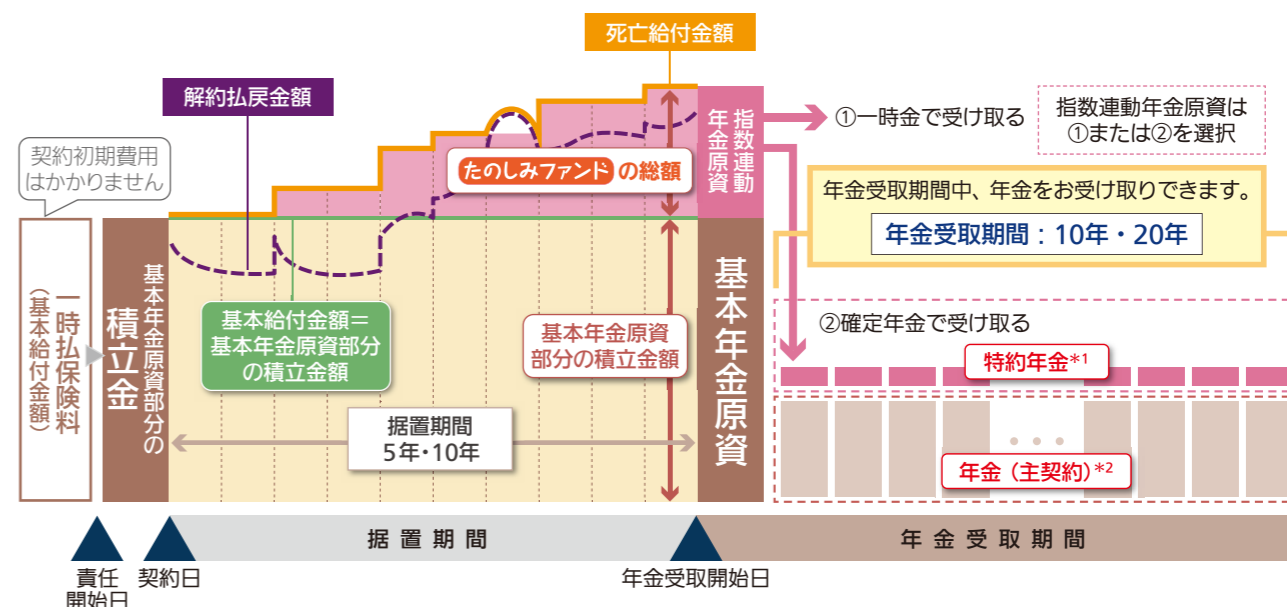 死亡給付金額
解約払戻金額
契約初期費用
はかかりません
たのしみファンド の総額
指数連動
年金原資
①一時金で受け取る
指数連動年金原資は
①または②を選択
年金受取期間中、年金をお受け取りできます。
年金受取期間：10年・20年
一時払保険料
（基本給付金額）
基本年金原資部分の
積立金
基本給付金額＝
基本年金原資部分
の積立金額
基本年金原資
部分の積立金額
据置期間
5年・10年
基本年金原資
②確定年金で受け取る
特約年金*1
年金（主契約）*2
据置期間
年金受取期間
責任
開始日
契約日
年金受取開始日